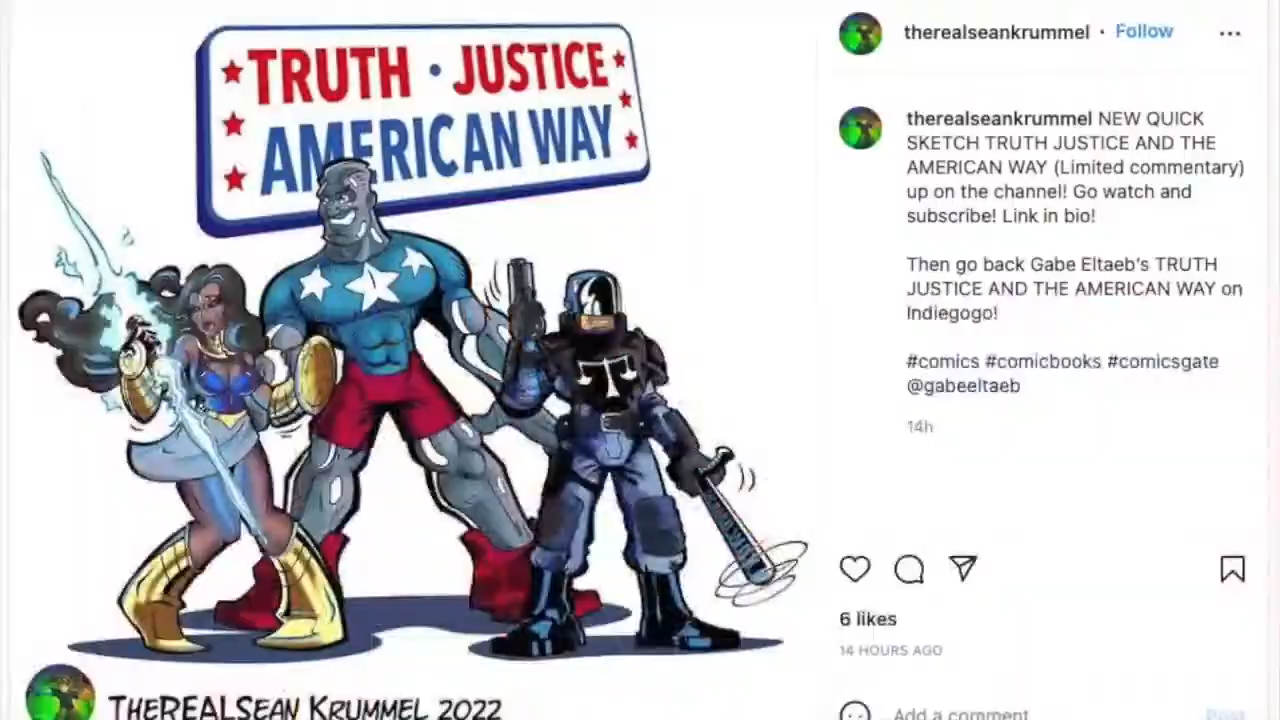 TRUTH • JUSTICE
AMERICAN WAY
T
THEREALSEAN KRUMMEL 2022
therealseankrummel • Follow
therealseankrummel NEW QUICK
SKETCH TRUTH JUSTICE AND THE
AMERICAN WAY (Limited commentary)
up on the channel! Go watch and
subscribe! Link in bio!
Then go back Gabe Eltaeb's TRUTH
JUSTICE AND THE AMERICAN WAY on
Indiegogo!
#comics #comicbooks #comicsgate
@gabeeltaeb
14h
6 likes
14 HOURS AGO
Add a comment
Post